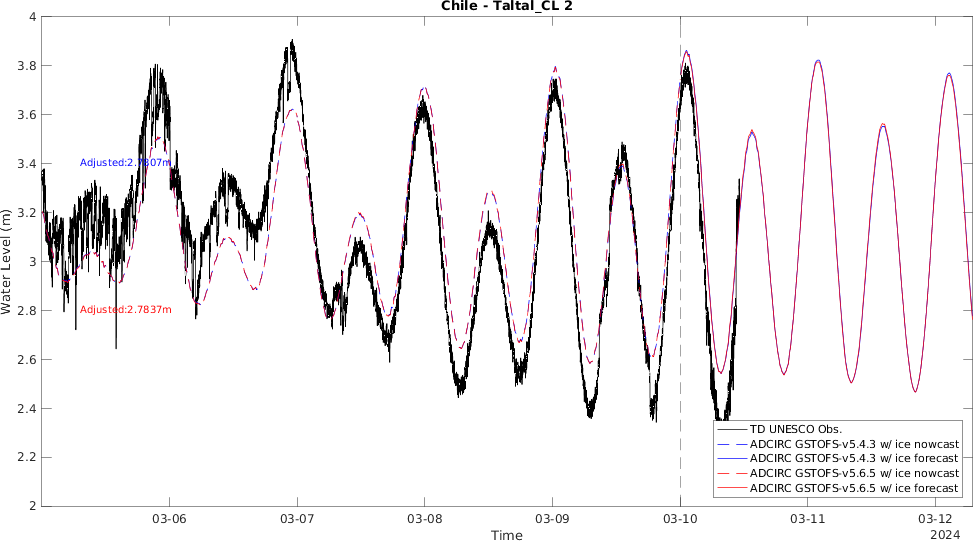 Chile - Taltal_CL 2
4
3.8
3.6
3.4
3.2
3
2.8
2.6
2.4
2.2
2
Water Level (m)
Adjusted:2.7807m
Adjusted:2.7837m
TD UNESCO Obs.
ADCIRC GSTOFS-v5.4.3 w/ ice nowcast
ADCIRC GSTOFS-v5.4.3 w/ ice forecast
ADCIRC GSTOFS-v5.6.5 w/ ice nowcast
ADCIRC GSTOFS-v5.6.5 w/ ice forecast
03-06 03-07 03-08 03-09 03-10 03-11 03-12
2024
Time